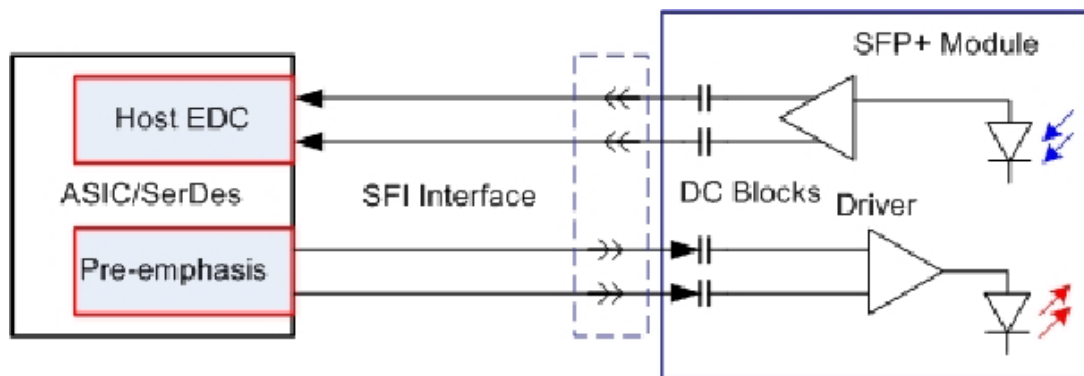 SFP+ Module
Host EDC
ASIC/SerDes
SFI Interface
DC Blocks
Driver
Pre-emphasis